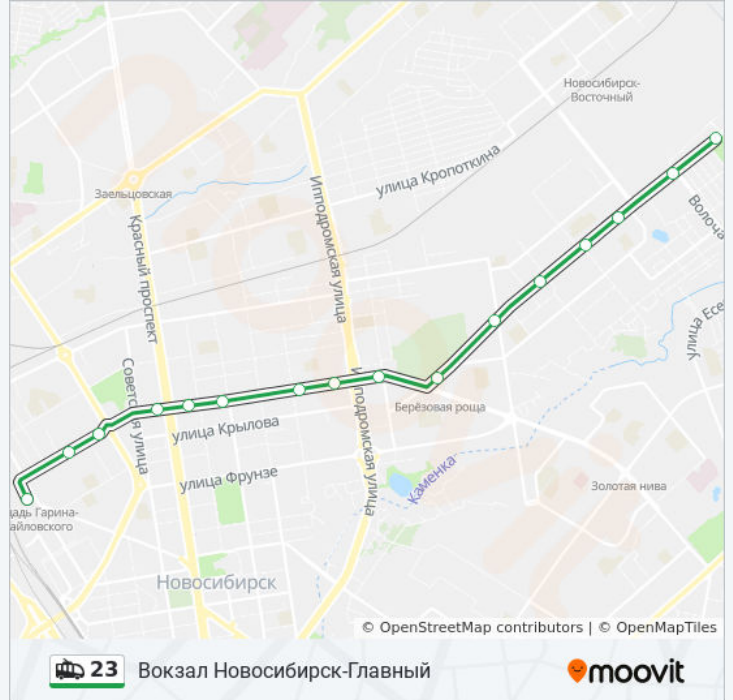 Новосибирск-
Восточный
улица Кропоткина
Заельцовская
Ипподромская улица
Красный проспект
Волоча
Улица Есе
Советская улица
Ипподромская улица
Берёзовая роща
улица Крылова
улица Фрунзе
Каменка
Золотая нива
адь Гарина-
айловского
Новосибирск
© OpenStreetMap contributors | © OpenMapTiles
23 Вокзал Новосибирск-Главный
moovit